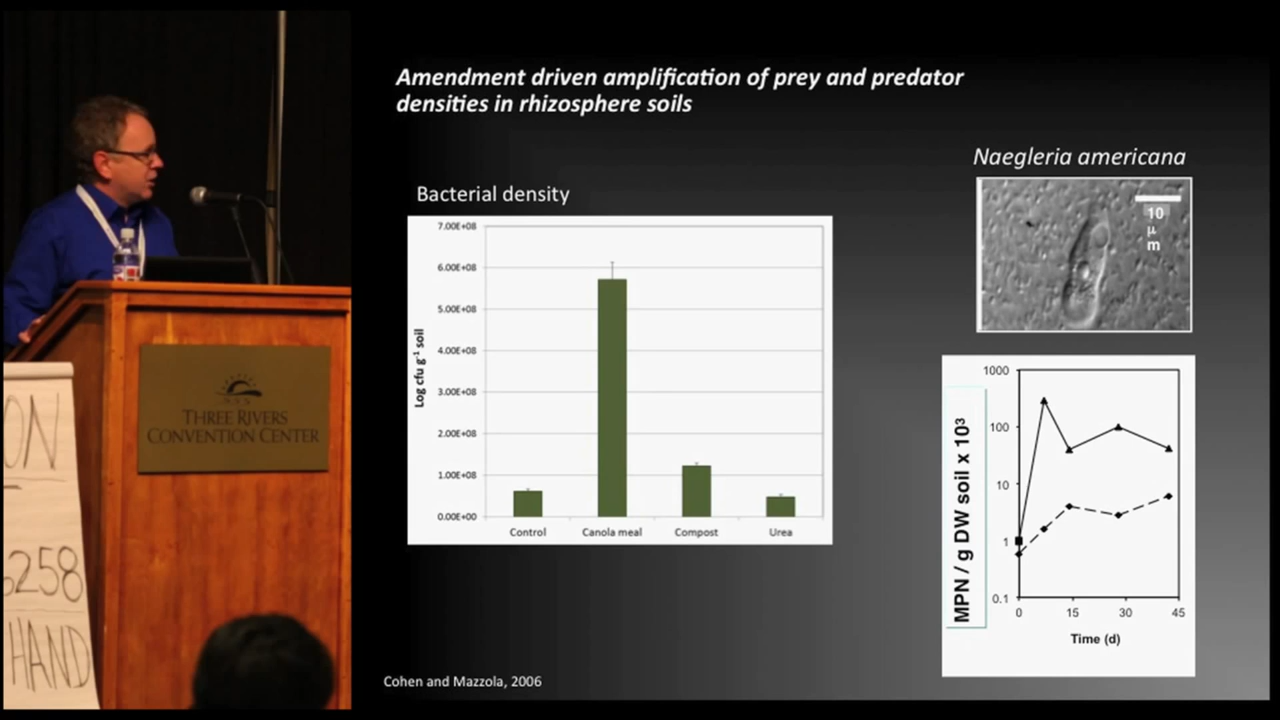 Amendment driven amplification of prey and predator
densities in rhizosphere soils
Bacterial density
7.00E+08
6.00E+08
5.00E+08
4.00E+08
3.00E+08
2.00E+08
1.00E+08
0.00E+00
Log cfu g⁻¹ soil
Control
Canola meal
Compost
Urea
Naegleria americana
10
μ
m
MPN / g DW soil x 10³
1000
100
10
1
0.1
0
15
30
45
Time (d)
Cohen and Mazzola, 2006
THREE RIVERS
CONVENTION CENTER
ON
258
HAND